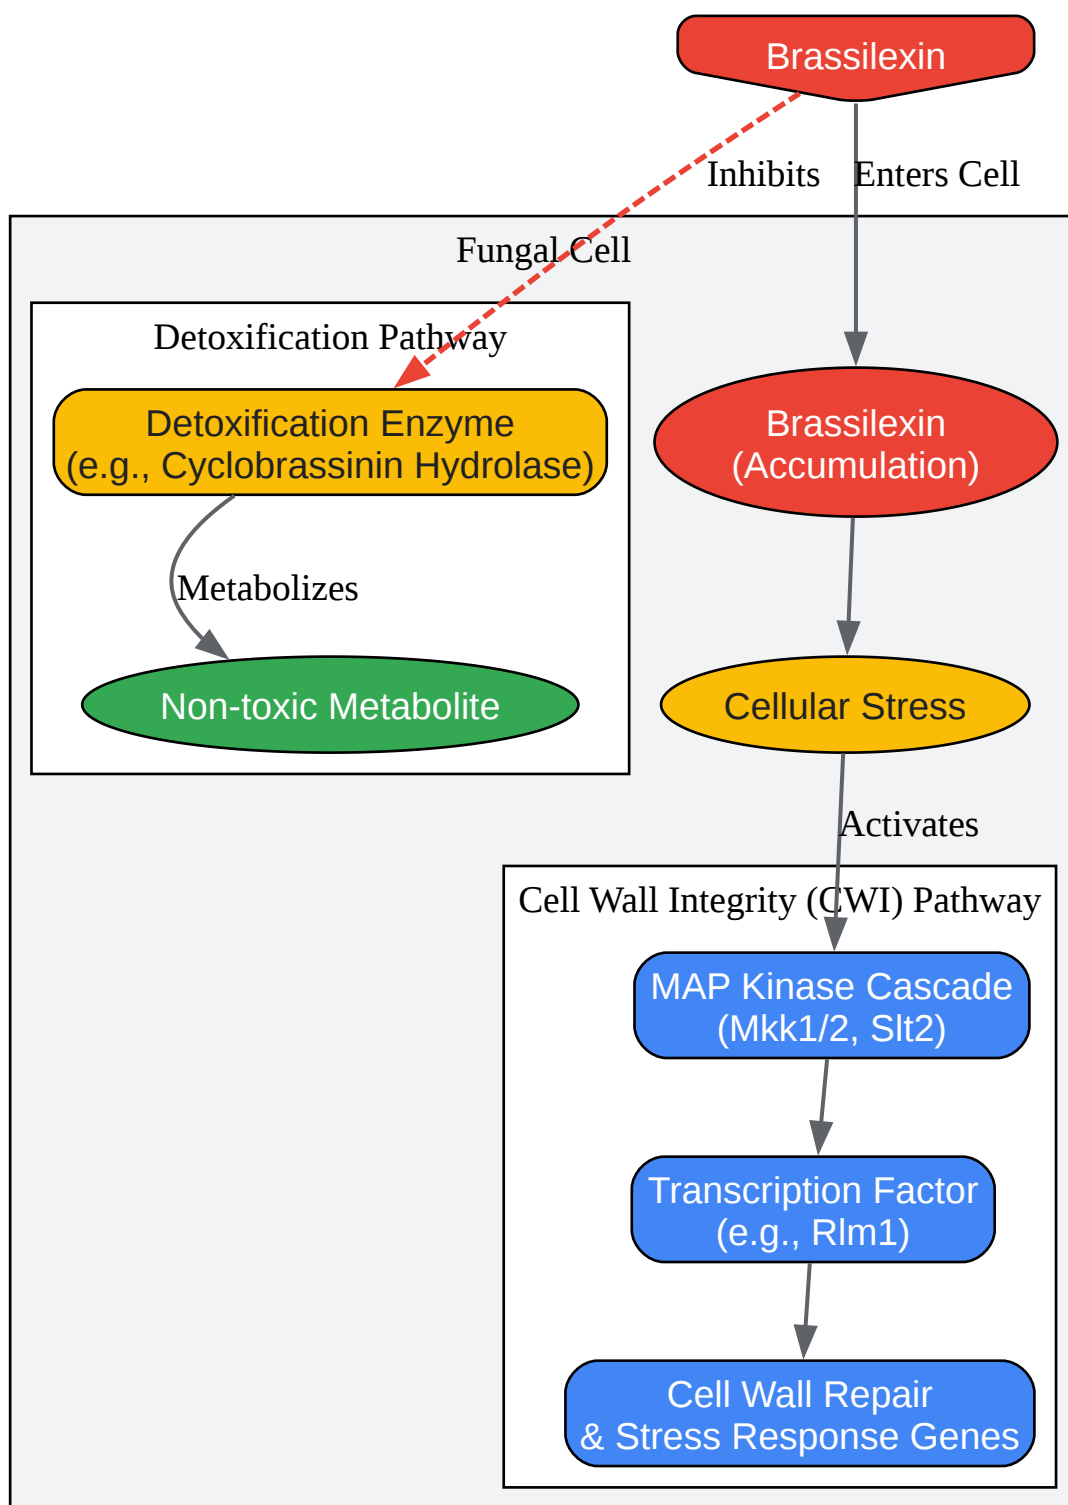 Brassilexin
Inhibits
Enters Cell
Fungal Cell
Detoxification Pathway
Detoxification Enzyme
(e.g., Cyclobrassinin Hydrolase)
Brassilexin
(Accumulation)
Metabolizes
Non-toxic Metabolite
Cellular Stress
Activates
Cell Wall Integrity (CWI) Pathway
MAP Kinase Cascade
(Mkk1/2, Slt2)
Transcription Factor
(e.g., Rlm1)
Cell Wall Repair
& Stress Response Genes